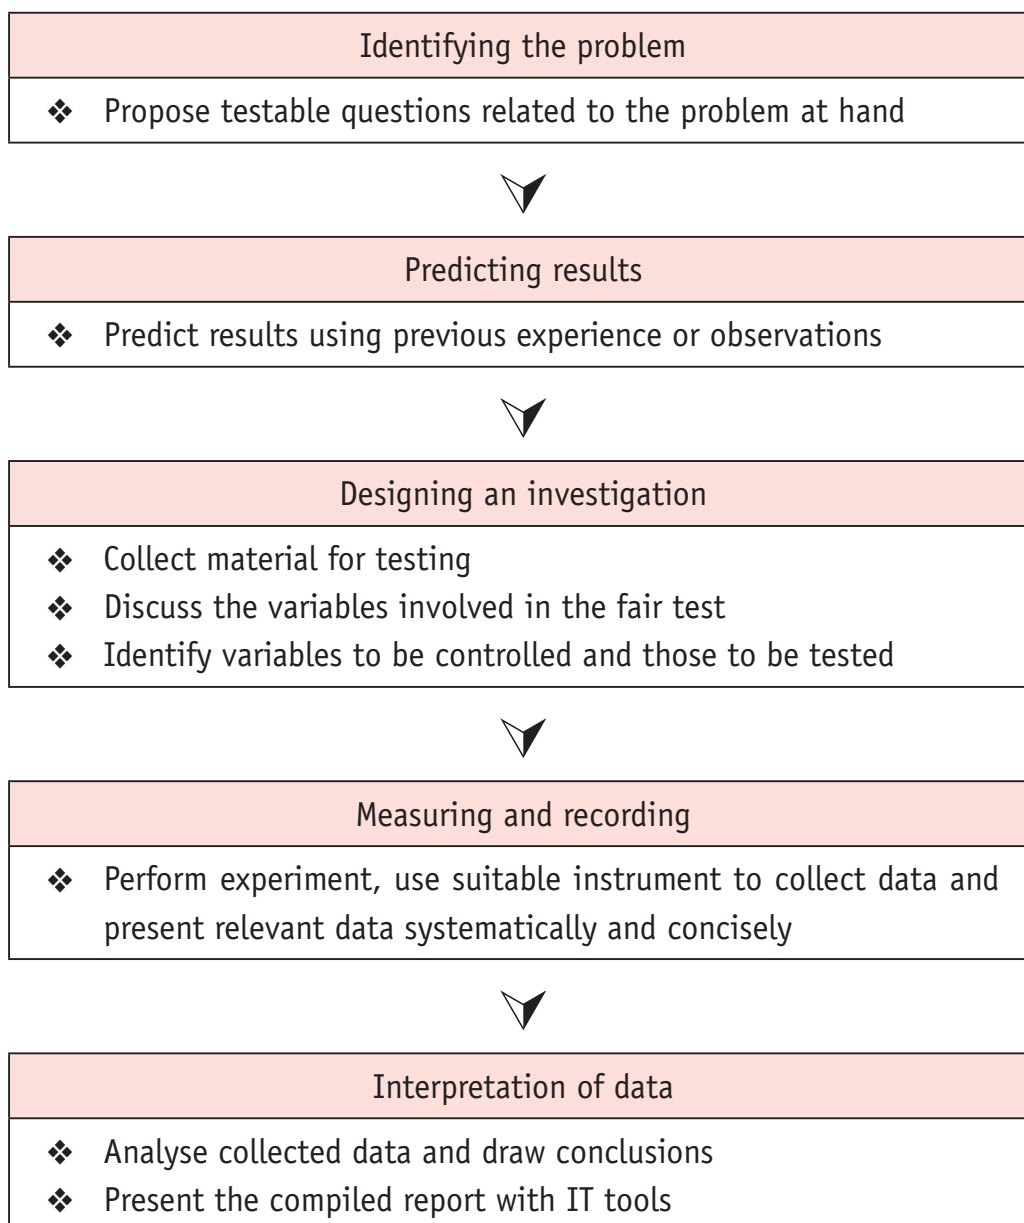 Identifying the problem
❖ Propose testable questions related to the problem at hand
Predicting results
❖ Predict results using previous experience or observations
Designing an investigation
❖ Collect material for testing
❖ Discuss the variables involved in the fair test
❖ Identify variables to be controlled and those to be tested
Measuring and recording
❖ Perform experiment, use suitable instrument to collect data and
present relevant data systematically and concisely
Interpretation of data
❖ Analyse collected data and draw conclusions
❖ Present the compiled report with IT tools